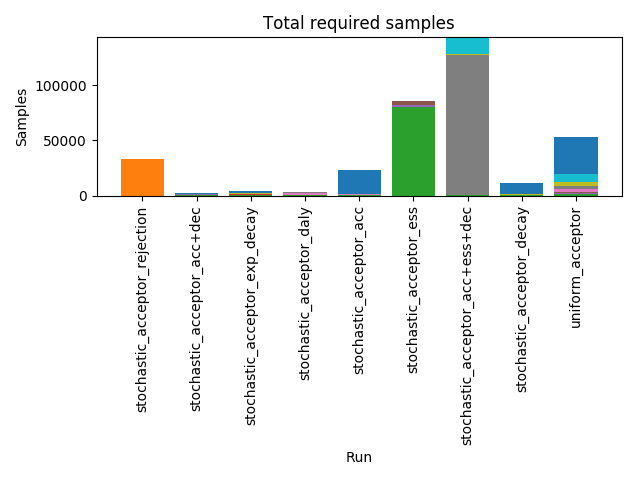 Total required samples
Samples
100000
50000
0
stochastic_acceptor_rejection
stochastic_acceptor_acc+dec
stochastic_acceptor_exp_decay
stochastic_acceptor_daly
stochastic_acceptor_acc
stochastic_acceptor_ess
stochastic_acceptor_acc+ess+dec
stochastic_acceptor_decay
uniform_acceptor
Run